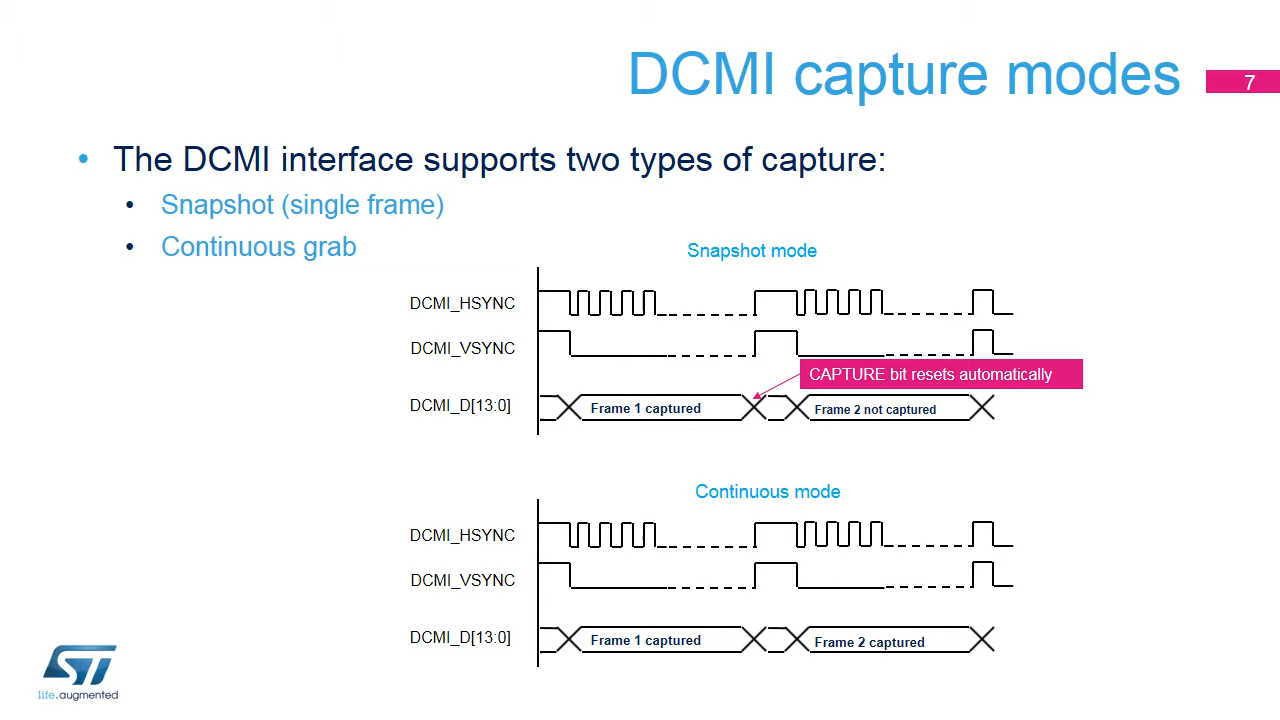 DCMI capture modes
7
• The DCMI interface supports two types of capture:
• Snapshot (single frame)
• Continuous grab
Snapshot mode
DCMI_HSYNC
DCMI_VSYNC
CAPTURE bit resets automatically
DCMI_D[13:0]
Frame 1 captured
Frame 2 not captured
Continuous mode
DCMI_HSYNC
DCMI_VSYNC
DCMI_D[13:0]
Frame 1 captured
Frame 2 captured
ST
life.augmented